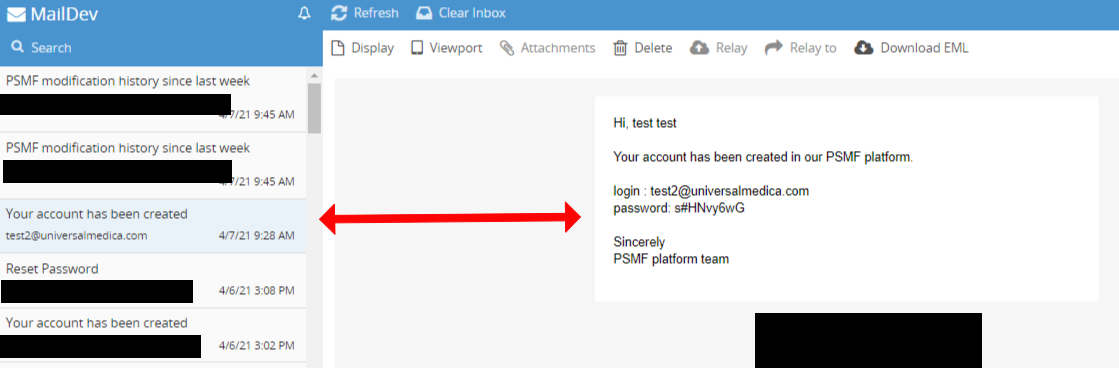 MailDev
Refresh Clear Inbox
Search
Display Viewport Attachments Delete Relay Relay to Download EML
PSMF modification history since last week
4/7/21 9:45 AM
PSMF modification history since last week
4/7/21 9:45 AM
Your account has been created
test2@universalmedica.com 4/7/21 9:28 AM
Reset Password
4/6/21 3:08 PM
Your account has been created
4/6/21 3:02 PM
Hi, test test
Your account has been created in our PSMF platform.
login : test2@universalmedica.com
password: s#HNvy6wG
Sincerely
PSMF platform team